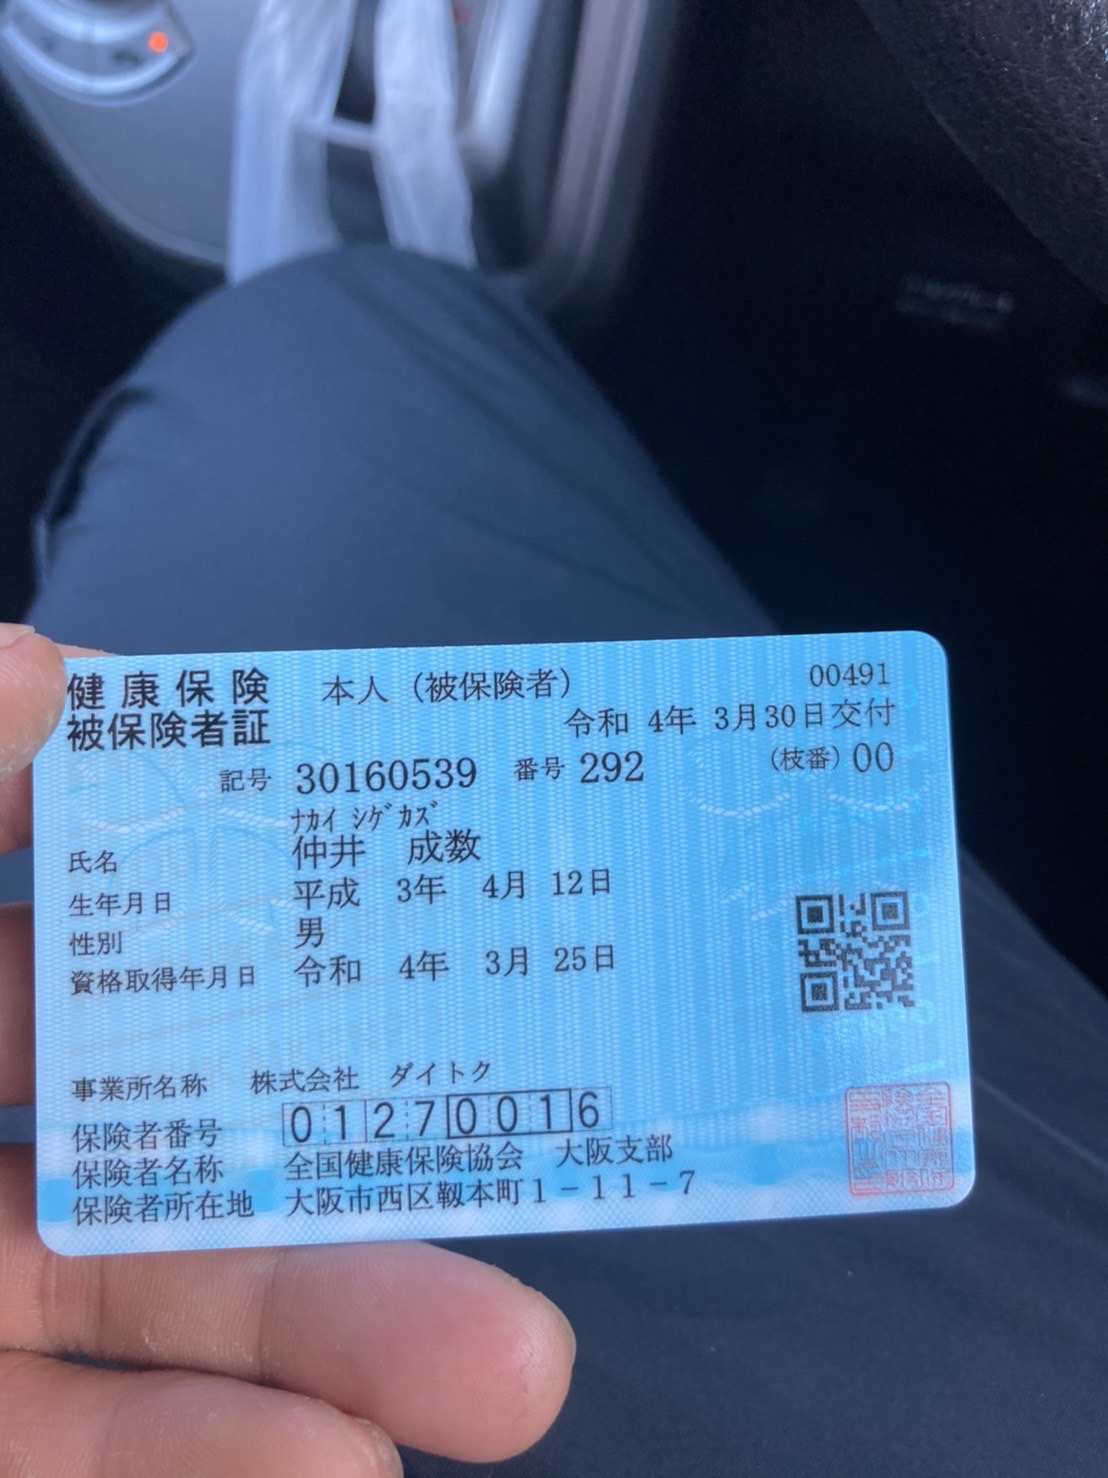 健康保険 本人（被保険者） 00491
被保険者証 令和 4年 3月30日交付
記号 30160539 番号 292 （枝番）00
ﾅｶｲ ｼｹﾞｶｽﾞ
氏名 仲井 成数
生年月日 平成 3年 4月 12日
性別 男
資格取得年月日 令和 4年 3月 25日
事業所名称 株式会社 ダイトク
保険者番号 01270016
保険者名称 全国健康保険協会 大阪支部
保険者所在地 大阪市西区靱本町1-11-7